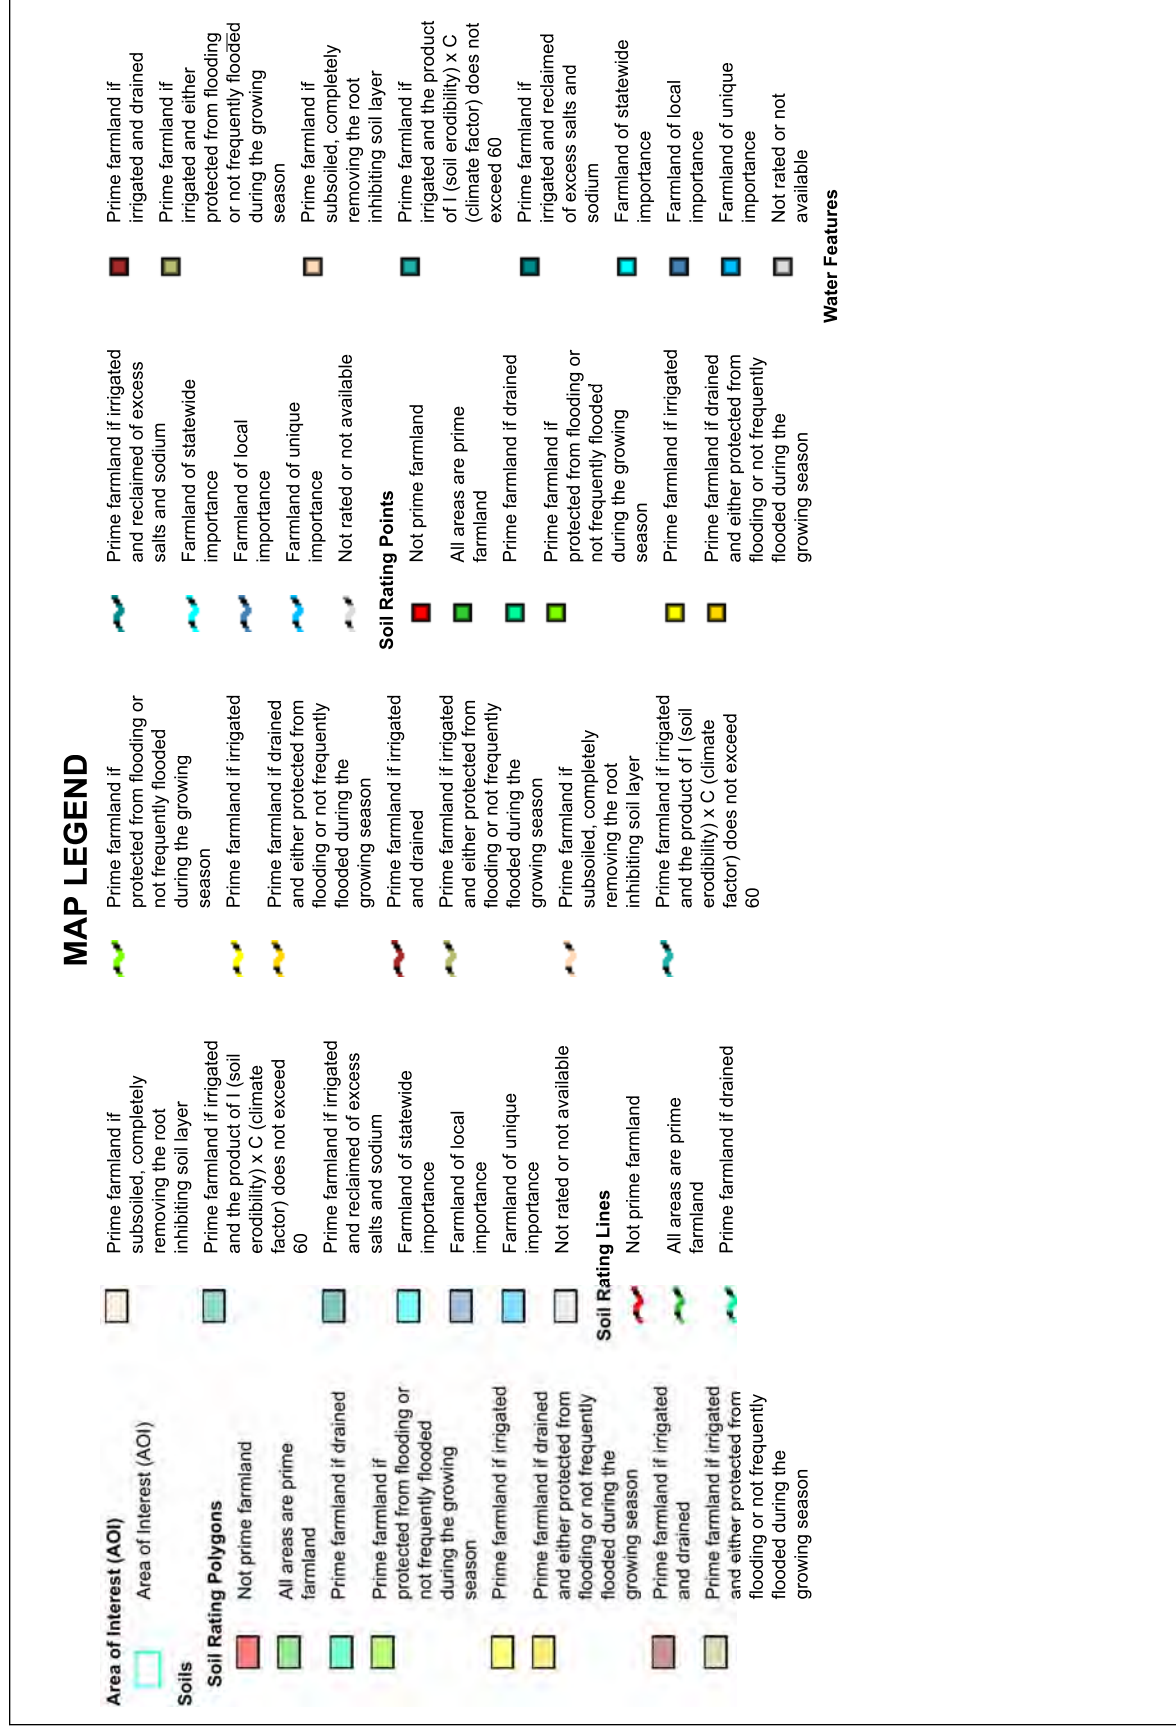 MAP LEGEND
Area of Interest (AOI)
Area of Interest (AOI)
Soils
Soil Rating Polygons
Not prime farmland
All areas are prime
farmland
Prime farmland if drained
Prime farmland if
protected from flooding or
not frequently flooded
during the growing
season
Prime farmland if irrigated
Prime farmland if drained
and either protected from
flooding or not frequently
flooded during the
growing season
Prime farmland if irrigated
and drained
Prime farmland if irrigated
and either protected from
flooding or not frequently
flooded during the
growing season
Prime farmland if
subsoiled, completely
removing the root
inhibiting soil layer
Prime farmland if irrigated
and the product of I (soil
erodibility) x C (climate
factor) does not exceed
60
Prime farmland if irrigated
and reclaimed of excess
salts and sodium
Farmland of statewide
importance
Farmland of local
importance
Farmland of unique
importance
Not rated or not available
Soil Rating Lines
Not prime farmland
All areas are prime
farmland
Prime farmland if drained
Prime farmland if
protected from flooding or
not frequently flooded
during the growing
season
Prime farmland if irrigated
Prime farmland if drained
and either protected from
flooding or not frequently
flooded during the
growing season
Prime farmland if irrigated
and drained
Prime farmland if irrigated
and either protected from
flooding or not frequently
flooded during the
growing season
Prime farmland if
subsoiled, completely
removing the root
inhibiting soil layer
Prime farmland if irrigated
and the product of I (soil
erodibility) x C (climate
factor) does not exceed
60
Prime farmland if irrigated
and reclaimed of excess
salts and sodium
Farmland of statewide
importance
Farmland of local
importance
Farmland of unique
importance
Not rated or not available
Soil Rating Points
Not prime farmland
All areas are prime
farmland
Prime farmland if drained
Prime farmland if
protected from flooding or
not frequently flooded
during the growing
season
Prime farmland if irrigated
Prime farmland if drained
and either protected from
flooding or not frequently
flooded during the
growing season
Prime farmland if
irrigated and drained
Prime farmland if
irrigated and either
protected from flooding
or not frequently flooded
during the growing
season
Prime farmland if
subsoiled, completely
removing the root
inhibiting soil layer
Prime farmland if
irrigated and the product
of I (soil erodibility) x C
(climate factor) does not
exceed 60
Prime farmland if
irrigated and reclaimed
of excess salts and
sodium
Farmland of statewide
importance
Farmland of local
importance
Farmland of unique
importance
Not rated or not
available
Water Features